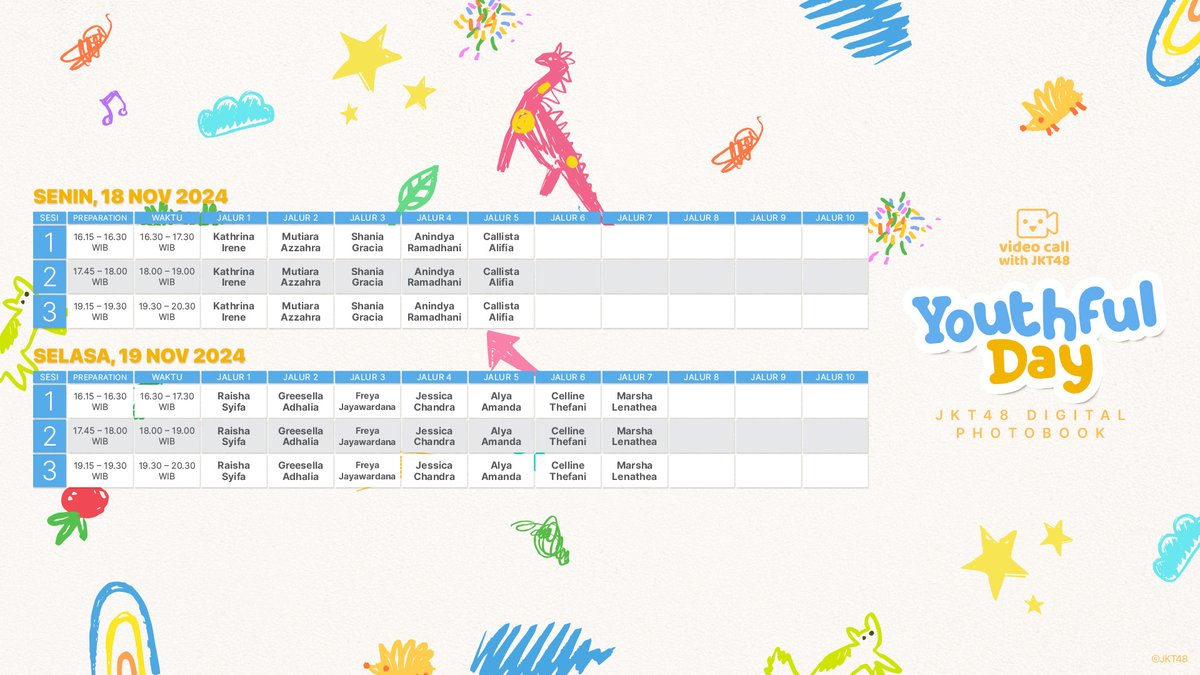 SENIN, 18 NOV 2024
SESI PREPARATION WAKTU JALUR 1 JALUR 2 JALUR 3 JALUR 4 JALUR 5 JALUR 6 JALUR 7 JALUR 8 JALUR 9 JALUR 10
1 16.15 – 16.30 WIB 16.30 – 17.30 WIB Kathrina Irene Mutiara Azzahra Shania Gracia Anindya Ramadhani Callista Alifia
2 17.45 – 18.00 WIB 18.00 – 19.00 WIB Kathrina Irene Mutiara Azzahra Shania Gracia Anindya Ramadhani Callista Alifia
3 19.15 – 19.30 WIB 19.30 – 20.30 WIB Kathrina Irene Mutiara Azzahra Shania Gracia Anindya Ramadhani Callista Alifia
SELASA, 19 NOV 2024
SESI PREPARATION WAKTU JALUR 1 JALUR 2 JALUR 3 JALUR 4 JALUR 5 JALUR 6 JALUR 7 JALUR 8 JALUR 9 JALUR 10
1 16.15 – 16.30 WIB 16.30 – 17.30 WIB Raisha Syifa Greesella Adhalia Freya Jayawardana Jessica Chandra Alya Amanda Celline Thefani Marsha Lenathea
2 17.45 – 18.00 WIB 18.00 – 19.00 WIB Raisha Syifa Greesella Adhalia Freya Jayawardana Jessica Chandra Alya Amanda Celline Thefani Marsha Lenathea
3 19.15 – 19.30 WIB 19.30 – 20.30 WIB Raisha Syifa Greesella Adhalia Freya Jayawardana Jessica Chandra Alya Amanda Celline Thefani Marsha Lenathea
video call
with JKT48
Youthful
Day
JKT48 DIGITAL
PHOTOBOOK
©JKT48